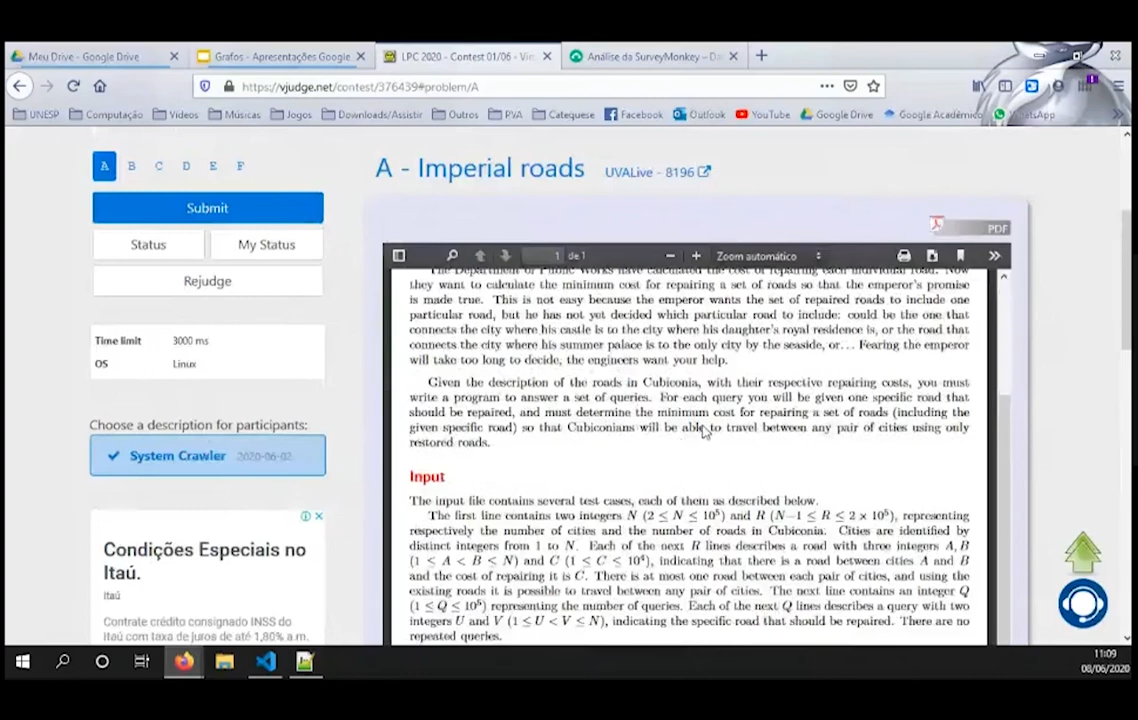 Meu Drive - Google Drive
Grafos - Apresentações Google
LPC 2020 - Contest 01/06 - Vir
Análise da SurveyMonkey - Da
https://vjudge.net/contest/376439#problem/A
UNESP
Computação
Vídeos
Músicas
Jogos
Downloads/Assistir
Outros
PVA
Catequese
Facebook
Outlook
YouTube
Google Drive
Google Acadêmico
WhatsApp
A B C D E F
Submit
Status
My Status
Rejudge
Time limit 3000 ms
OS Linux
Choose a description for participants:
System Crawler 2020-06-02
Condições Especiais no
Itaú.
Itaú
Contrate crédito consignado INSS do
Itaú com taxa de juros de até 1,80% a.m.
A - Imperial roads
UVALive - 8196
PDF
1 de 1
Zoom automático
The Department of Public Works have calculated the cost of repairing each individual road. Now
they want to calculate the minimum cost for repairing a set of roads so that the emperor's promise
is made true. This is not easy because the emperor wants the set of repaired roads to include one
particular road, but he has not yet decided which particular road to include: could be the one that
connects the city where his castle is to the city where his daughter's royal residence is, or the road that
connects the city where his summer palace is to the only city by the seaside, or... Fearing the emperor
will take too long to decide, the engineers want your help.
Given the description of the roads in Cubiconia, with their respective repairing costs, you must
write a program to answer a set of queries. For each query you will be given one specific road that
should be repaired, and must determine the minimum cost for repairing a set of roads (including the
given specific road) so that Cubiconians will be able to travel between any pair of cities using only
restored roads.
Input
The input file contains several test cases, each of them as described below.
The first line contains two integers N (2 ≤ N ≤ 10⁵) and R (N−1 ≤ R ≤ 2 × 10⁵), representing
respectively the number of cities and the number of roads in Cubiconia. Cities are identified by
distinct integers from 1 to N. Each of the next R lines describes a road with three integers A, B
(1 ≤ A < B ≤ N) and C (1 ≤ C ≤ 10⁴), indicating that there is a road between cities A and B
and the cost of repairing it is C. There is at most one road between each pair of cities, and using the
existing roads it is possible to travel between any pair of cities. The next line contains an integer Q
(1 ≤ Q ≤ 10⁵) representing the number of queries. Each of the next Q lines describes a query with two
integers U and V (1 ≤ U < V ≤ N), indicating the specific road that should be repaired. There are no
repeated queries.
11:09
08/06/2020